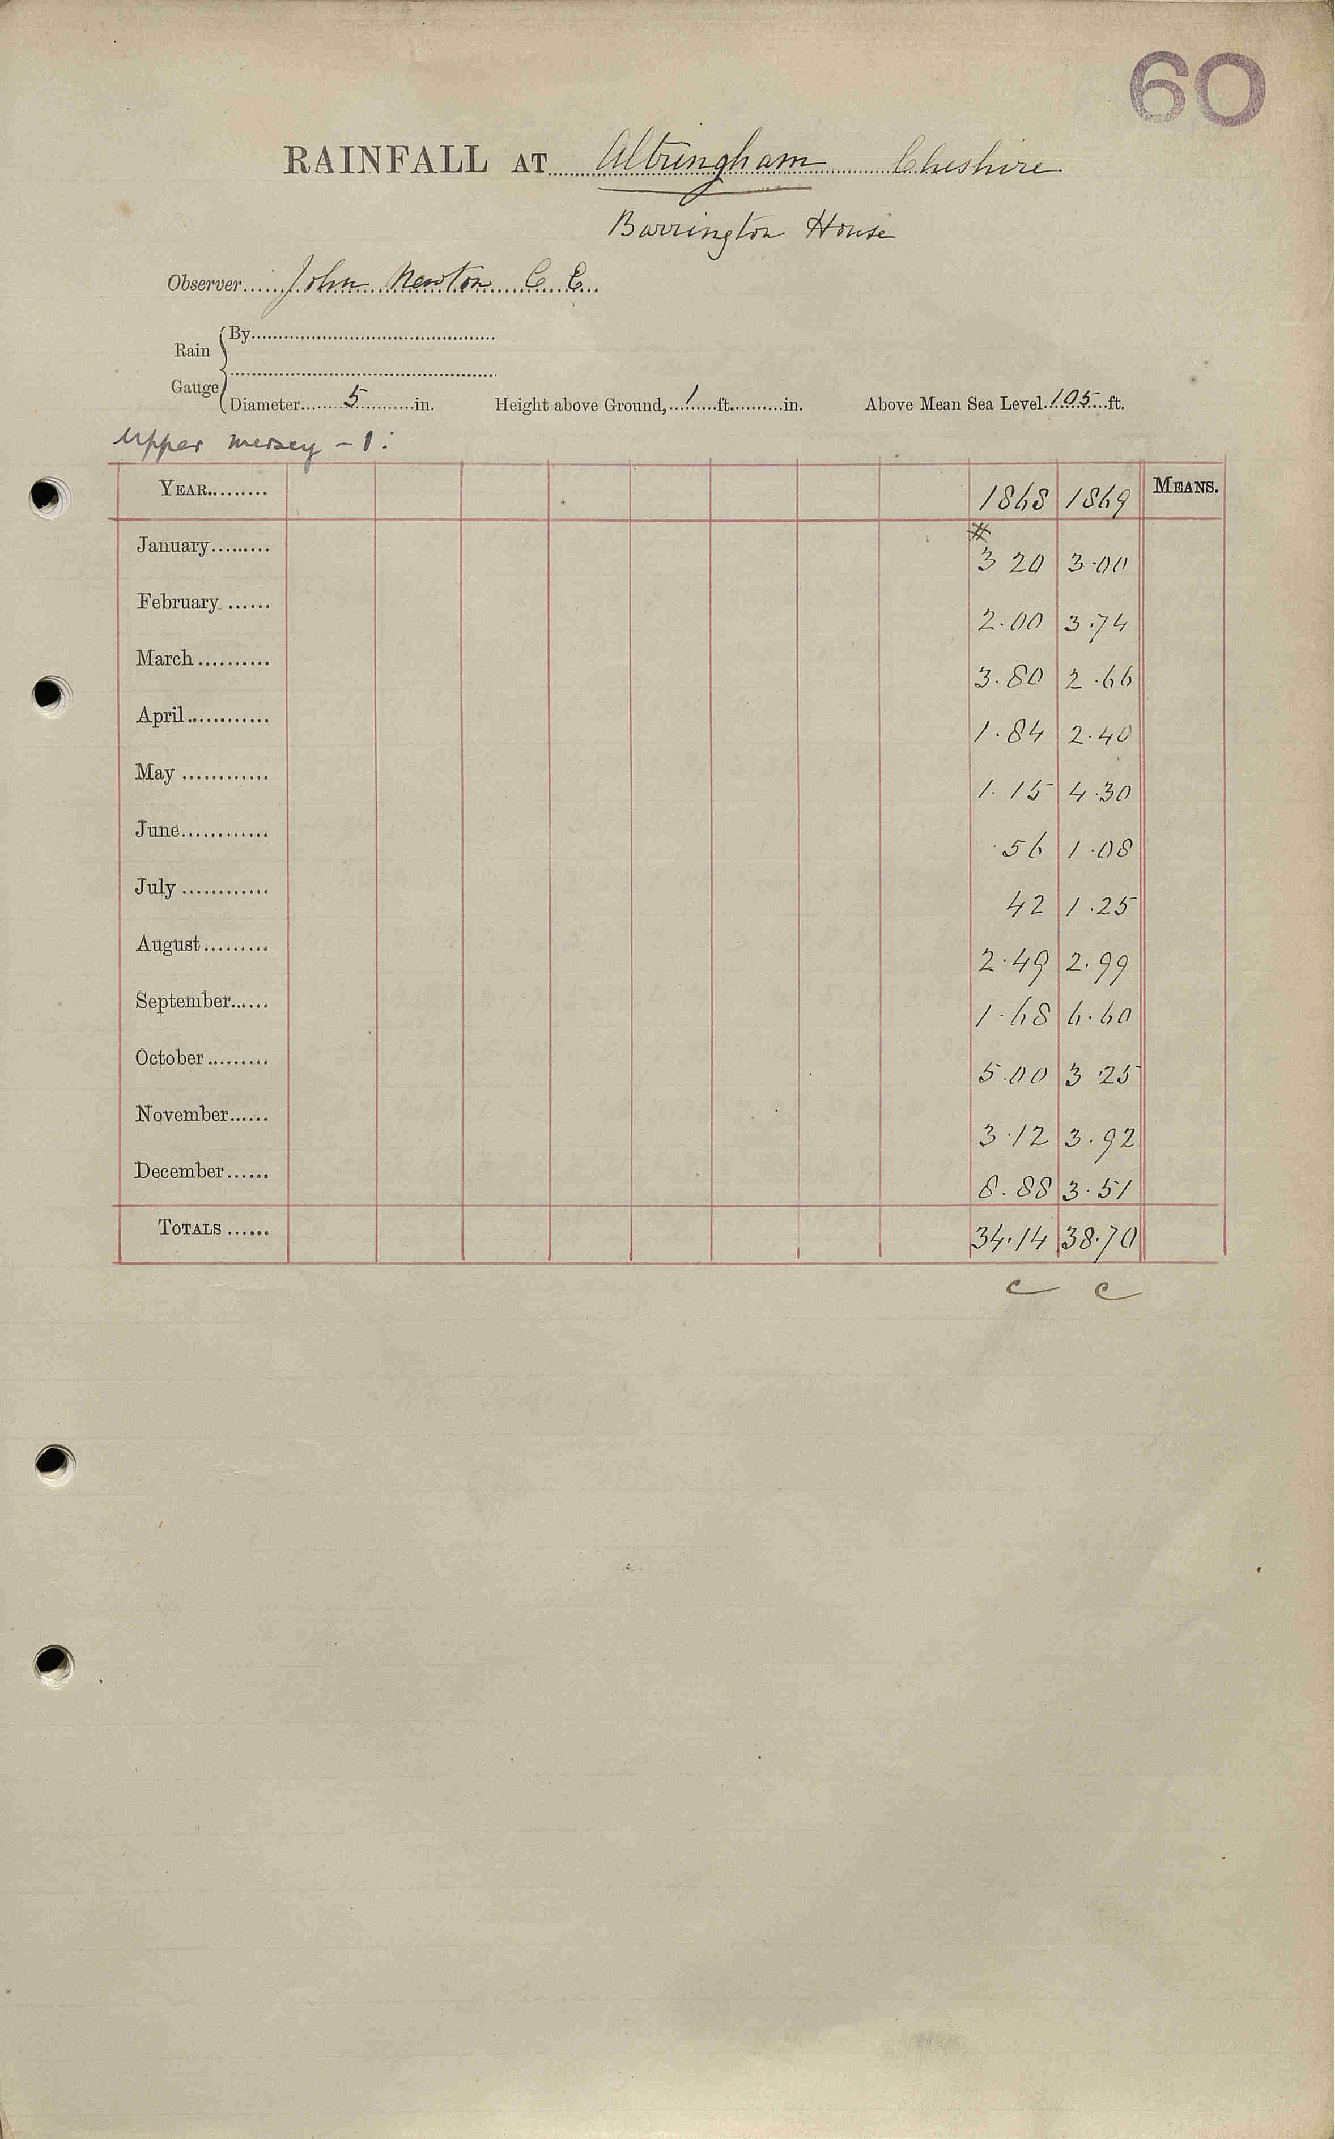 60
RAINFALL AT Altringham Cheshire
Barrington House
Observer John Newton C. E.
Rain Gauge
By
Diameter 5 in. Height above Ground, 1 ft. in. Above Mean Sea Level 105 ft.
Upper Mersey - 1:
YEAR 1868 1869 MEANS.
January # 3 20 3.00
February 2.00 3.74
March 3.80 2.66
April 1.84 2.40
May 1.15 4.30
June .56 1.08
July 42 1.25
August 2.49 2.99
September 1.68 6.60
October 5.00 3 25
November 3.12 3.92
December 8.88 3.51
TOTALS 34.14 38.70
c c